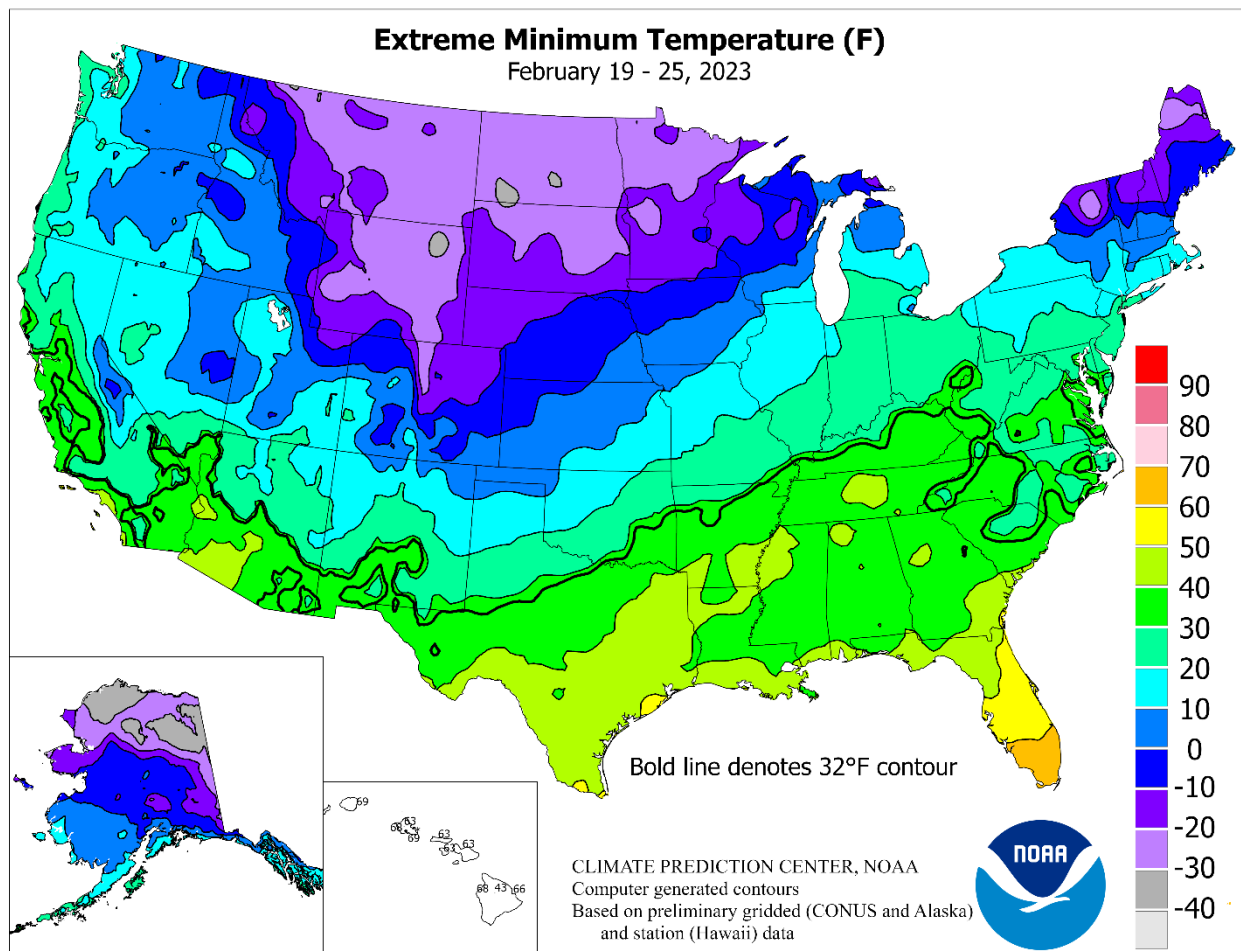 Extreme Minimum Temperature (F)
February 19 - 25, 2023
90
80
70
60
50
40
30
20
10
0
-10
-20
-30
-40
Bold line denotes 32°F contour
69
68
63
69
63
63
63
68 43 66
CLIMATE PREDICTION CENTER, NOAA
Computer generated contours
Based on preliminary gridded (CONUS and Alaska)
and station (Hawaii) data
NOAA